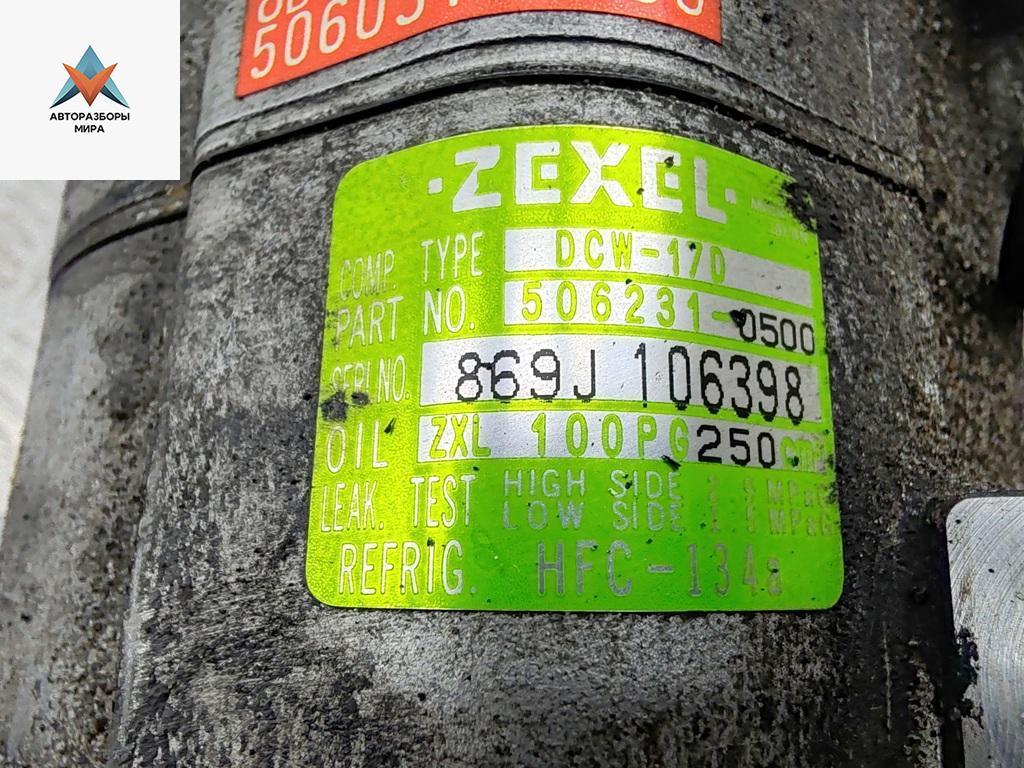 АВТОРАЗБОРЫ
МИРА
·ZEXEL·
COMP. TYPE DCW-17D
PART NO. 506231-0500
SERI.NO. 869J 106398
OIL ZXL 100PG 250 cm³
LEAK. TEST HIGH SIDE
LOW SIDE
REFRIG. HFC-134a